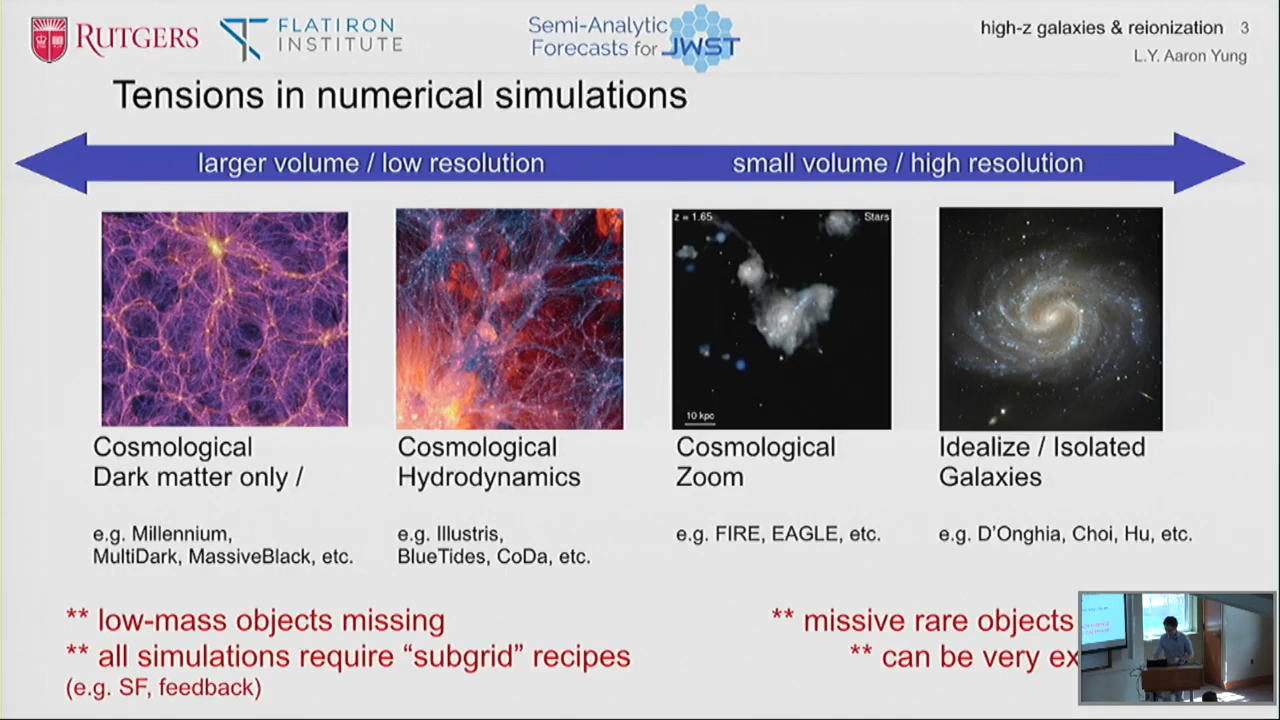 RUTGERS
FLATIRON
INSTITUTE
Semi-Analytic
Forecasts for JWST
high-z galaxies & reionization 3
L.Y. Aaron Yung
Tensions in numerical simulations
larger volume / low resolution
small volume / high resolution
z = 1.65
Stars
10 kpc
Cosmological
Dark matter only /
e.g. Millennium,
MultiDark, MassiveBlack, etc.
Cosmological
Hydrodynamics
e.g. Illustris,
BlueTides, CoDa, etc.
Cosmological
Zoom
e.g. FIRE, EAGLE, etc.
Idealize / Isolated
Galaxies
e.g. D'Onghia, Choi, Hu, etc.
** low-mass objects missing
** all simulations require “subgrid” recipes
(e.g. SF, feedback)
** missive rare objects
** can be very